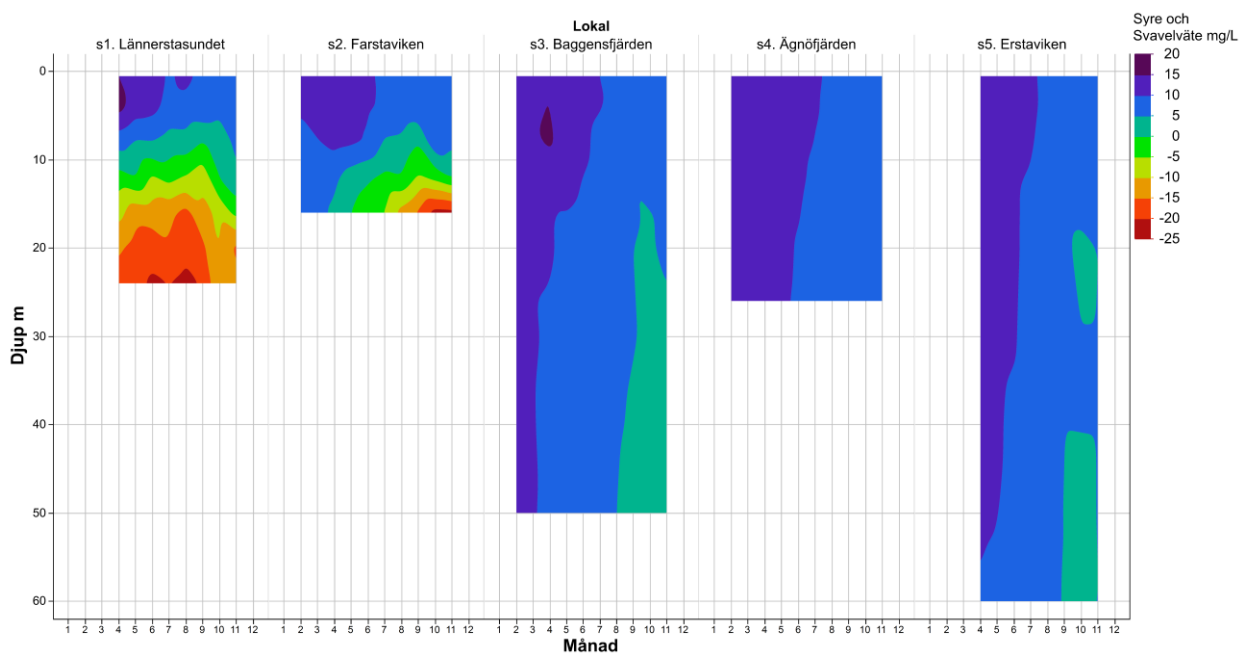 Lokal
s1. Lännerstasundet s2. Farstaviken s3. Baggensfjärden s4. Ägnöfjärden s5. Erstaviken
Syre och
Svavelväte mg/L
20
15
10
5
0
-5
-10
-15
-20
-25
Djup m
0
10
20
30
40
50
60
1 2 3 4 5 6 7 8 9 10 11 12 1 2 3 4 5 6 7 8 9 10 11 12 1 2 3 4 5 6 7 8 9 10 11 12 1 2 3 4 5 6 7 8 9 10 11 12 1 2 3 4 5 6 7 8 9 10 11 12
Månad